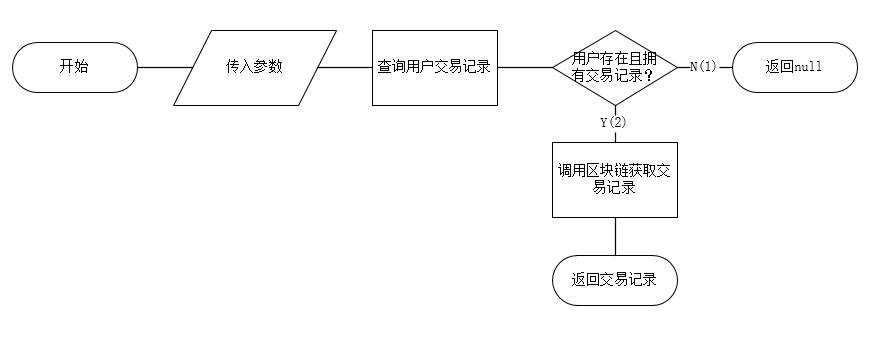 开始
传入参数
查询用户交易记录
用户存在且拥
有交易记录？
N(1)
返回null
Y(2)
调用区块链获取交
易记录
返回交易记录